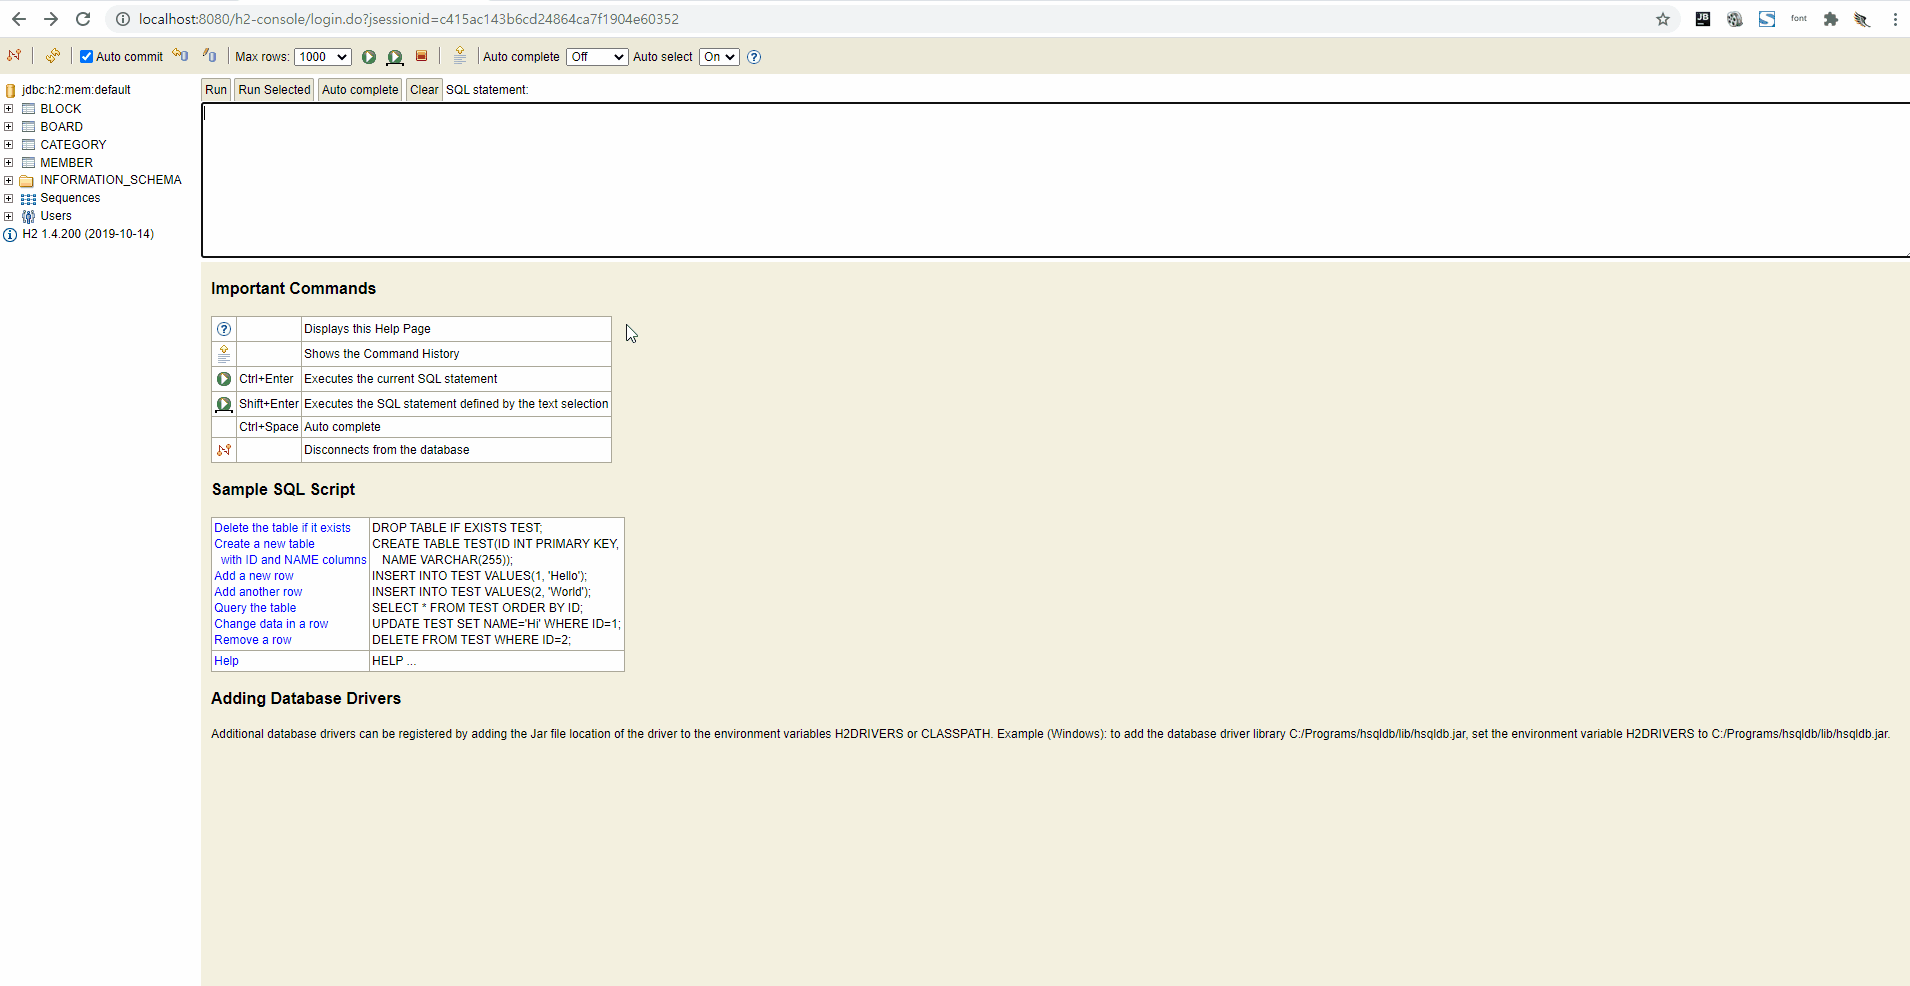 localhost:8080/h2-console/login.do?jsessionid=c415ac143b6cd24864ca7f1904e60352
JB
S
font
Auto commit
Max rows: 1000
Auto complete Off
Auto select On
?
jdbc:h2:mem:default
BLOCK
BOARD
CATEGORY
MEMBER
INFORMATION_SCHEMA
Sequences
Users
H2 1.4.200 (2019-10-14)
Run
Run Selected
Auto complete
Clear
SQL statement:
Important Commands
? Displays this Help Page
Shows the Command History
Ctrl+Enter Executes the current SQL statement
Shift+Enter Executes the SQL statement defined by the text selection
Ctrl+Space Auto complete
Disconnects from the database
Sample SQL Script
Delete the table if it exists DROP TABLE IF EXISTS TEST;
Create a new table CREATE TABLE TEST(ID INT PRIMARY KEY,
with ID and NAME columns NAME VARCHAR(255));
Add a new row INSERT INTO TEST VALUES(1, 'Hello');
Add another row INSERT INTO TEST VALUES(2, 'World');
Query the table SELECT * FROM TEST ORDER BY ID;
Change data in a row UPDATE TEST SET NAME='Hi' WHERE ID=1;
Remove a row DELETE FROM TEST WHERE ID=2;
Help HELP ...
Adding Database Drivers
Additional database drivers can be registered by adding the Jar file location of the driver to the environment variables H2DRIVERS or CLASSPATH. Example (Windows): to add the database driver library C:/Programs/hsqldb/lib/hsqldb.jar, set the environment variable H2DRIVERS to C:/Programs/hsqldb/lib/hsqldb.jar.